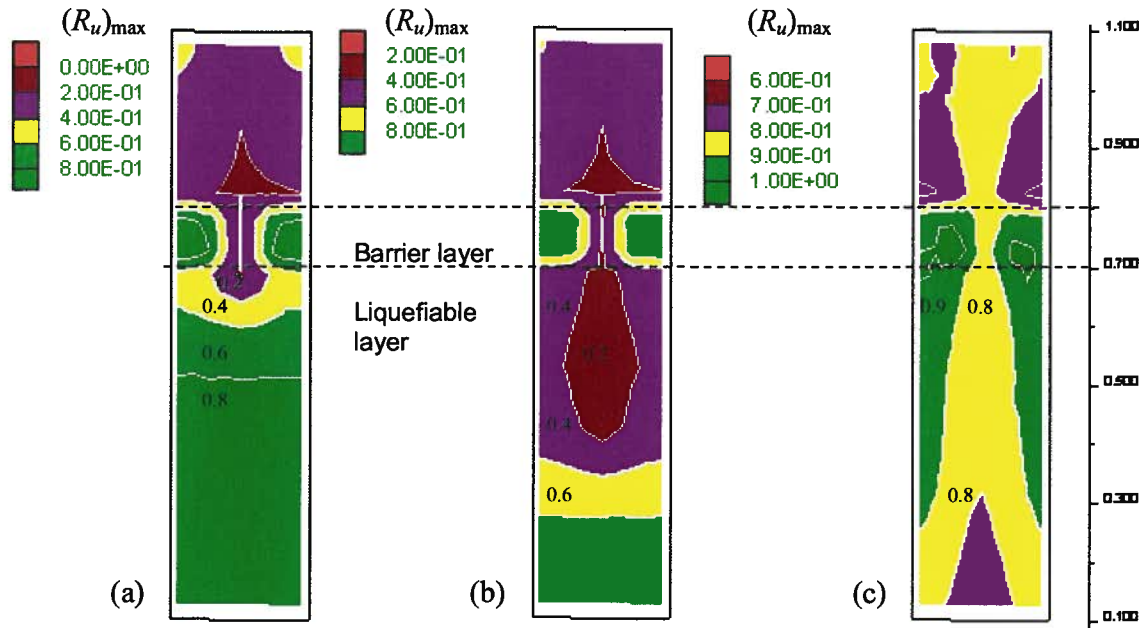 (Rᵤ)max
0.00E+00
2.00E-01
4.00E-01
6.00E-01
8.00E-01
0.2
0.4
0.6
0.8
(a)
(Rᵤ)max
2.00E-01
4.00E-01
6.00E-01
8.00E-01
Barrier layer
Liquefiable
layer
0.4
0.2
0.4
0.6
(b)
(Rᵤ)max
6.00E-01
7.00E-01
8.00E-01
9.00E-01
1.00E+00
0.9
0.8
0.8
(c)
1.100
0.900
0.700
0.500
0.300
0.100